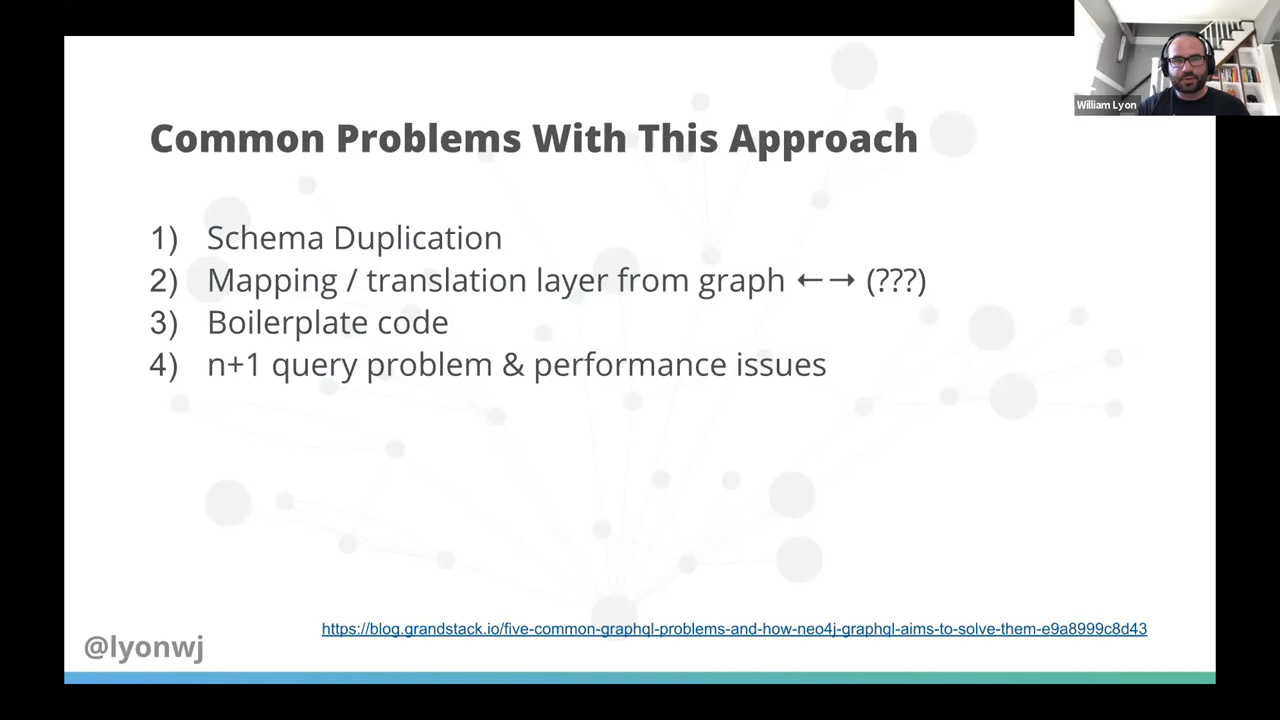 William Lyon
Common Problems With This Approach
1) Schema Duplication
2) Mapping / translation layer from graph ←→ (???)
3) Boilerplate code
4) n+1 query problem & performance issues
https://blog.grandstack.io/five-common-graphql-problems-and-how-neo4j-graphql-aims-to-solve-them-e9a8999c8d43
@lyonwj